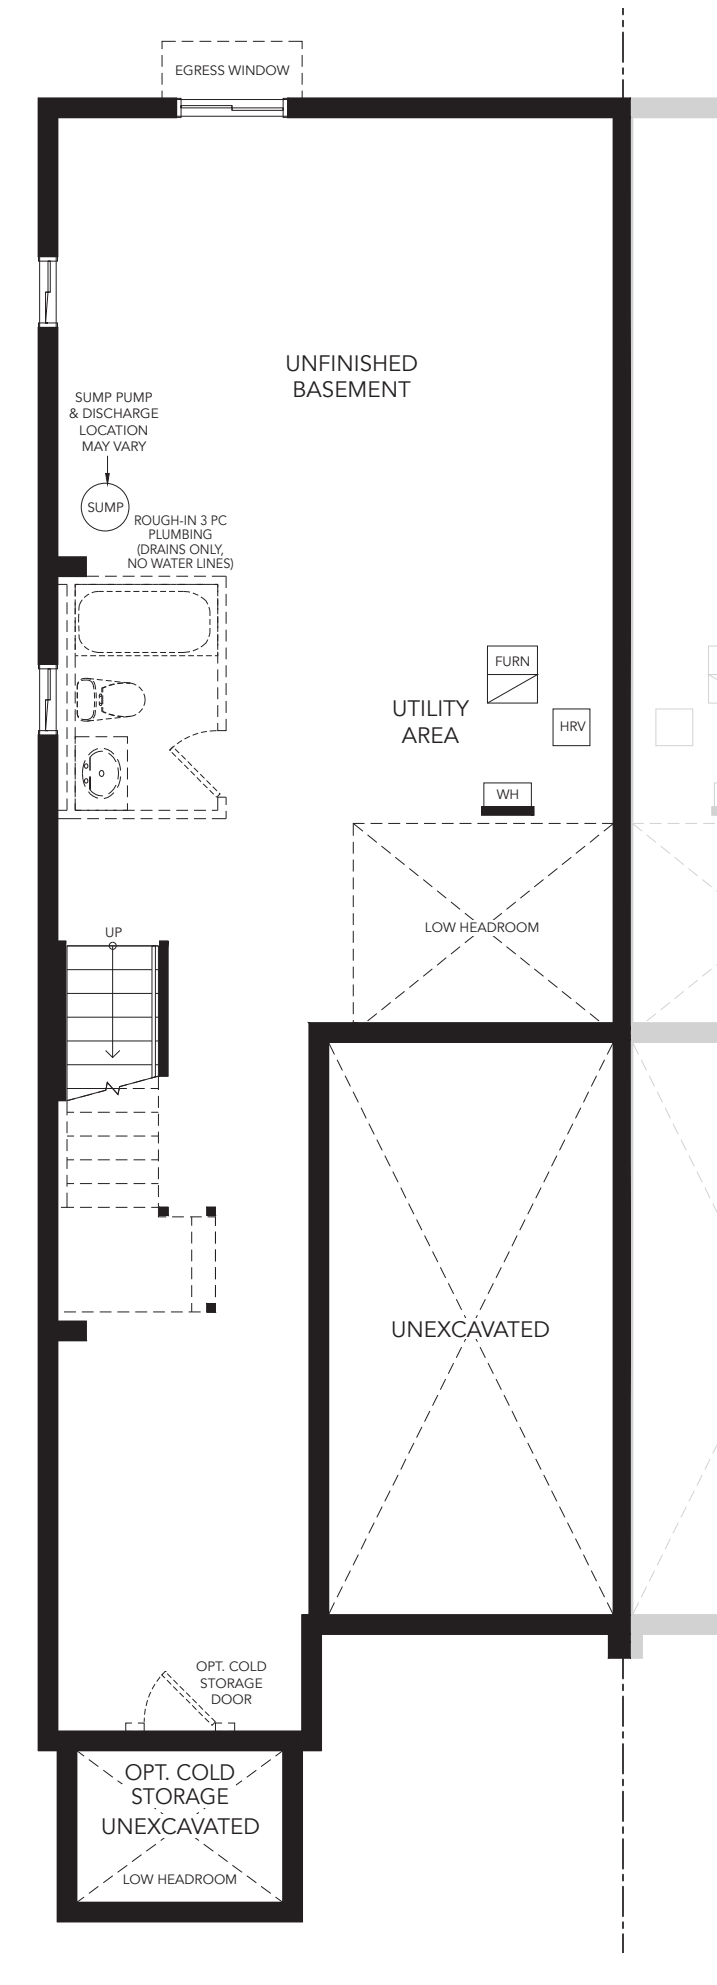 EGRESS WINDOW
UNFINISHED
BASEMENT
SUMP PUMP
& DISCHARGE
LOCATION
MAY VARY
SUMP
ROUGH-IN 3 PC
PLUMBING
(DRAINS ONLY,
NO WATER LINES)
FURN
UTILITY
AREA
HRV
WH
LOW HEADROOM
UP
UNEXCAVATED
OPT. COLD
STORAGE
DOOR
OPT. COLD
STORAGE
UNEXCAVATED
LOW HEADROOM